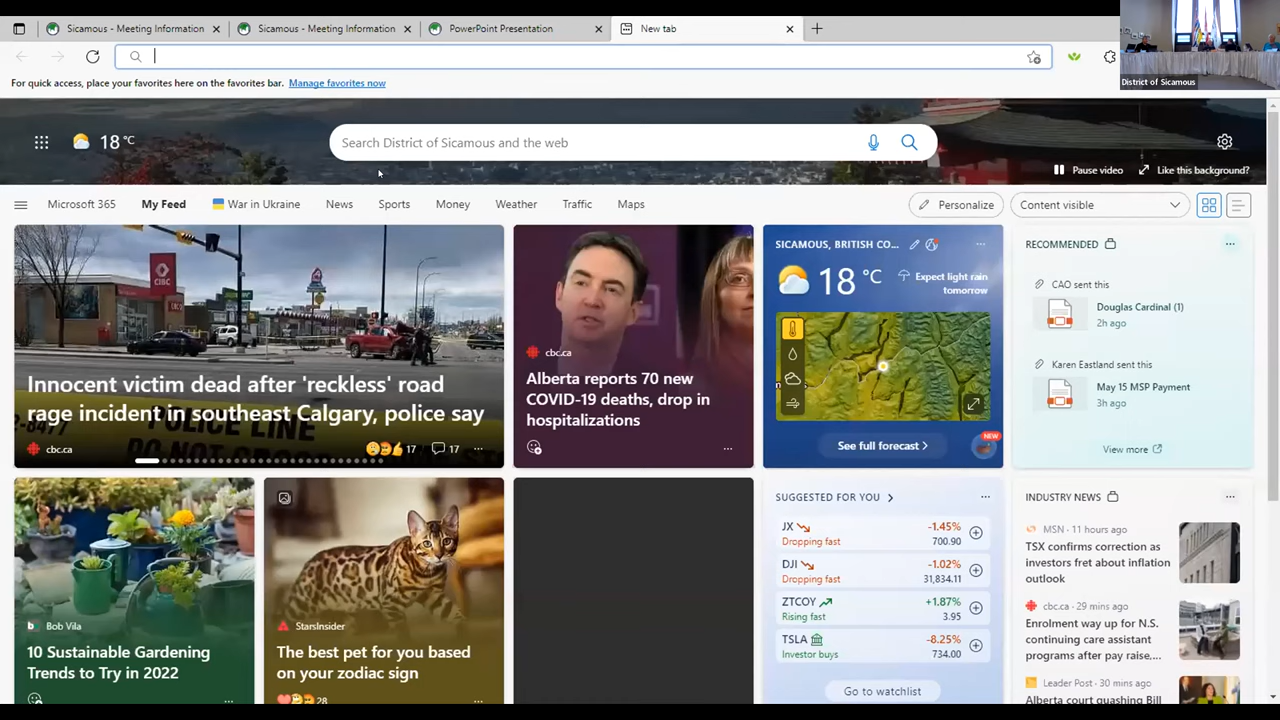 Sicamous - Meeting Information
Sicamous - Meeting Information
PowerPoint Presentation
New tab
District of Sicamous
For quick access, place your favorites here on the favorites bar. Manage favorites now
18 °C
Search District of Sicamous and the web
Pause video
Like this background?
Microsoft 365
My Feed
War in Ukraine
News
Sports
Money
Weather
Traffic
Maps
Personalize
Content visible
CIBC
Innocent victim dead after 'reckless' road
rage incident in southeast Calgary, police say
cbc.ca
17
17
cbc.ca
Alberta reports 70 new
COVID-19 deaths, drop in
hospitalizations
SICAMOUS, BRITISH CO...
18 °C
Expect light rain
tomorrow
See full forecast
NEW
RECOMMENDED
CAO sent this
Douglas Cardinal (1)
2h ago
Karen Eastland sent this
May 15 MSP Payment
3h ago
View more
Bob Vila
10 Sustainable Gardening
Trends to Try in 2022
StarsInsider
The best pet for you based
on your zodiac sign
28
SUGGESTED FOR YOU
JX -1.45%
Dropping fast 700.90
DJI -1.02%
Dropping fast 31,834.11
ZTCOY +1.87%
Rising fast 3.95
TSLA -8.25%
Investor buys 734.00
Go to watchlist
INDUSTRY NEWS
MSN · 11 hours ago
TSX confirms correction as
investors fret about inflation
outlook
cbc.ca · 29 mins ago
Enrolment way up for N.S.
continuing care assistant
programs after pay raise,...
Leader Post · 30 mins ago
Alberta court quashing Bill